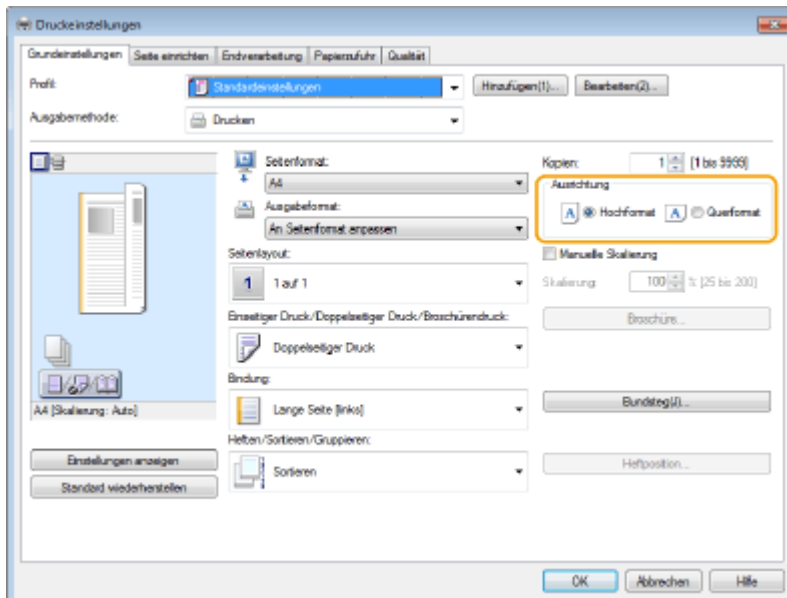 Druckeinstellungen
Grundeinstellungen Seite einrichten Endverarbeitung Papierzufuhr Qualität
Profil: Standardeinstellungen Hinzufügen(1)... Bearbeiten(2)...
Ausgabemethode: Drucken
Seitenformat: Kopien: 1 [1 bis 9999]
A4
Ausrichtung
A Hochformat A Querformat
Ausgabeformat:
An Seitenformat anpassen
Seitenlayout: Manuelle Skalierung
1 1 auf 1 Skalierung: 100 % [25 bis 200]
Einseitiger Druck/Doppelseitiger Druck/Broschürendruck: Broschüre...
Doppelseitiger Druck
Bindung:
A4 [Skalierung: Auto] Lange Seite [links] Bundsteg(J)...
Heften/Sortieren/Gruppieren:
Einstellungen anzeigen Sortieren Heftposition...
Standard wiederherstellen
OK Abbrechen Hilfe